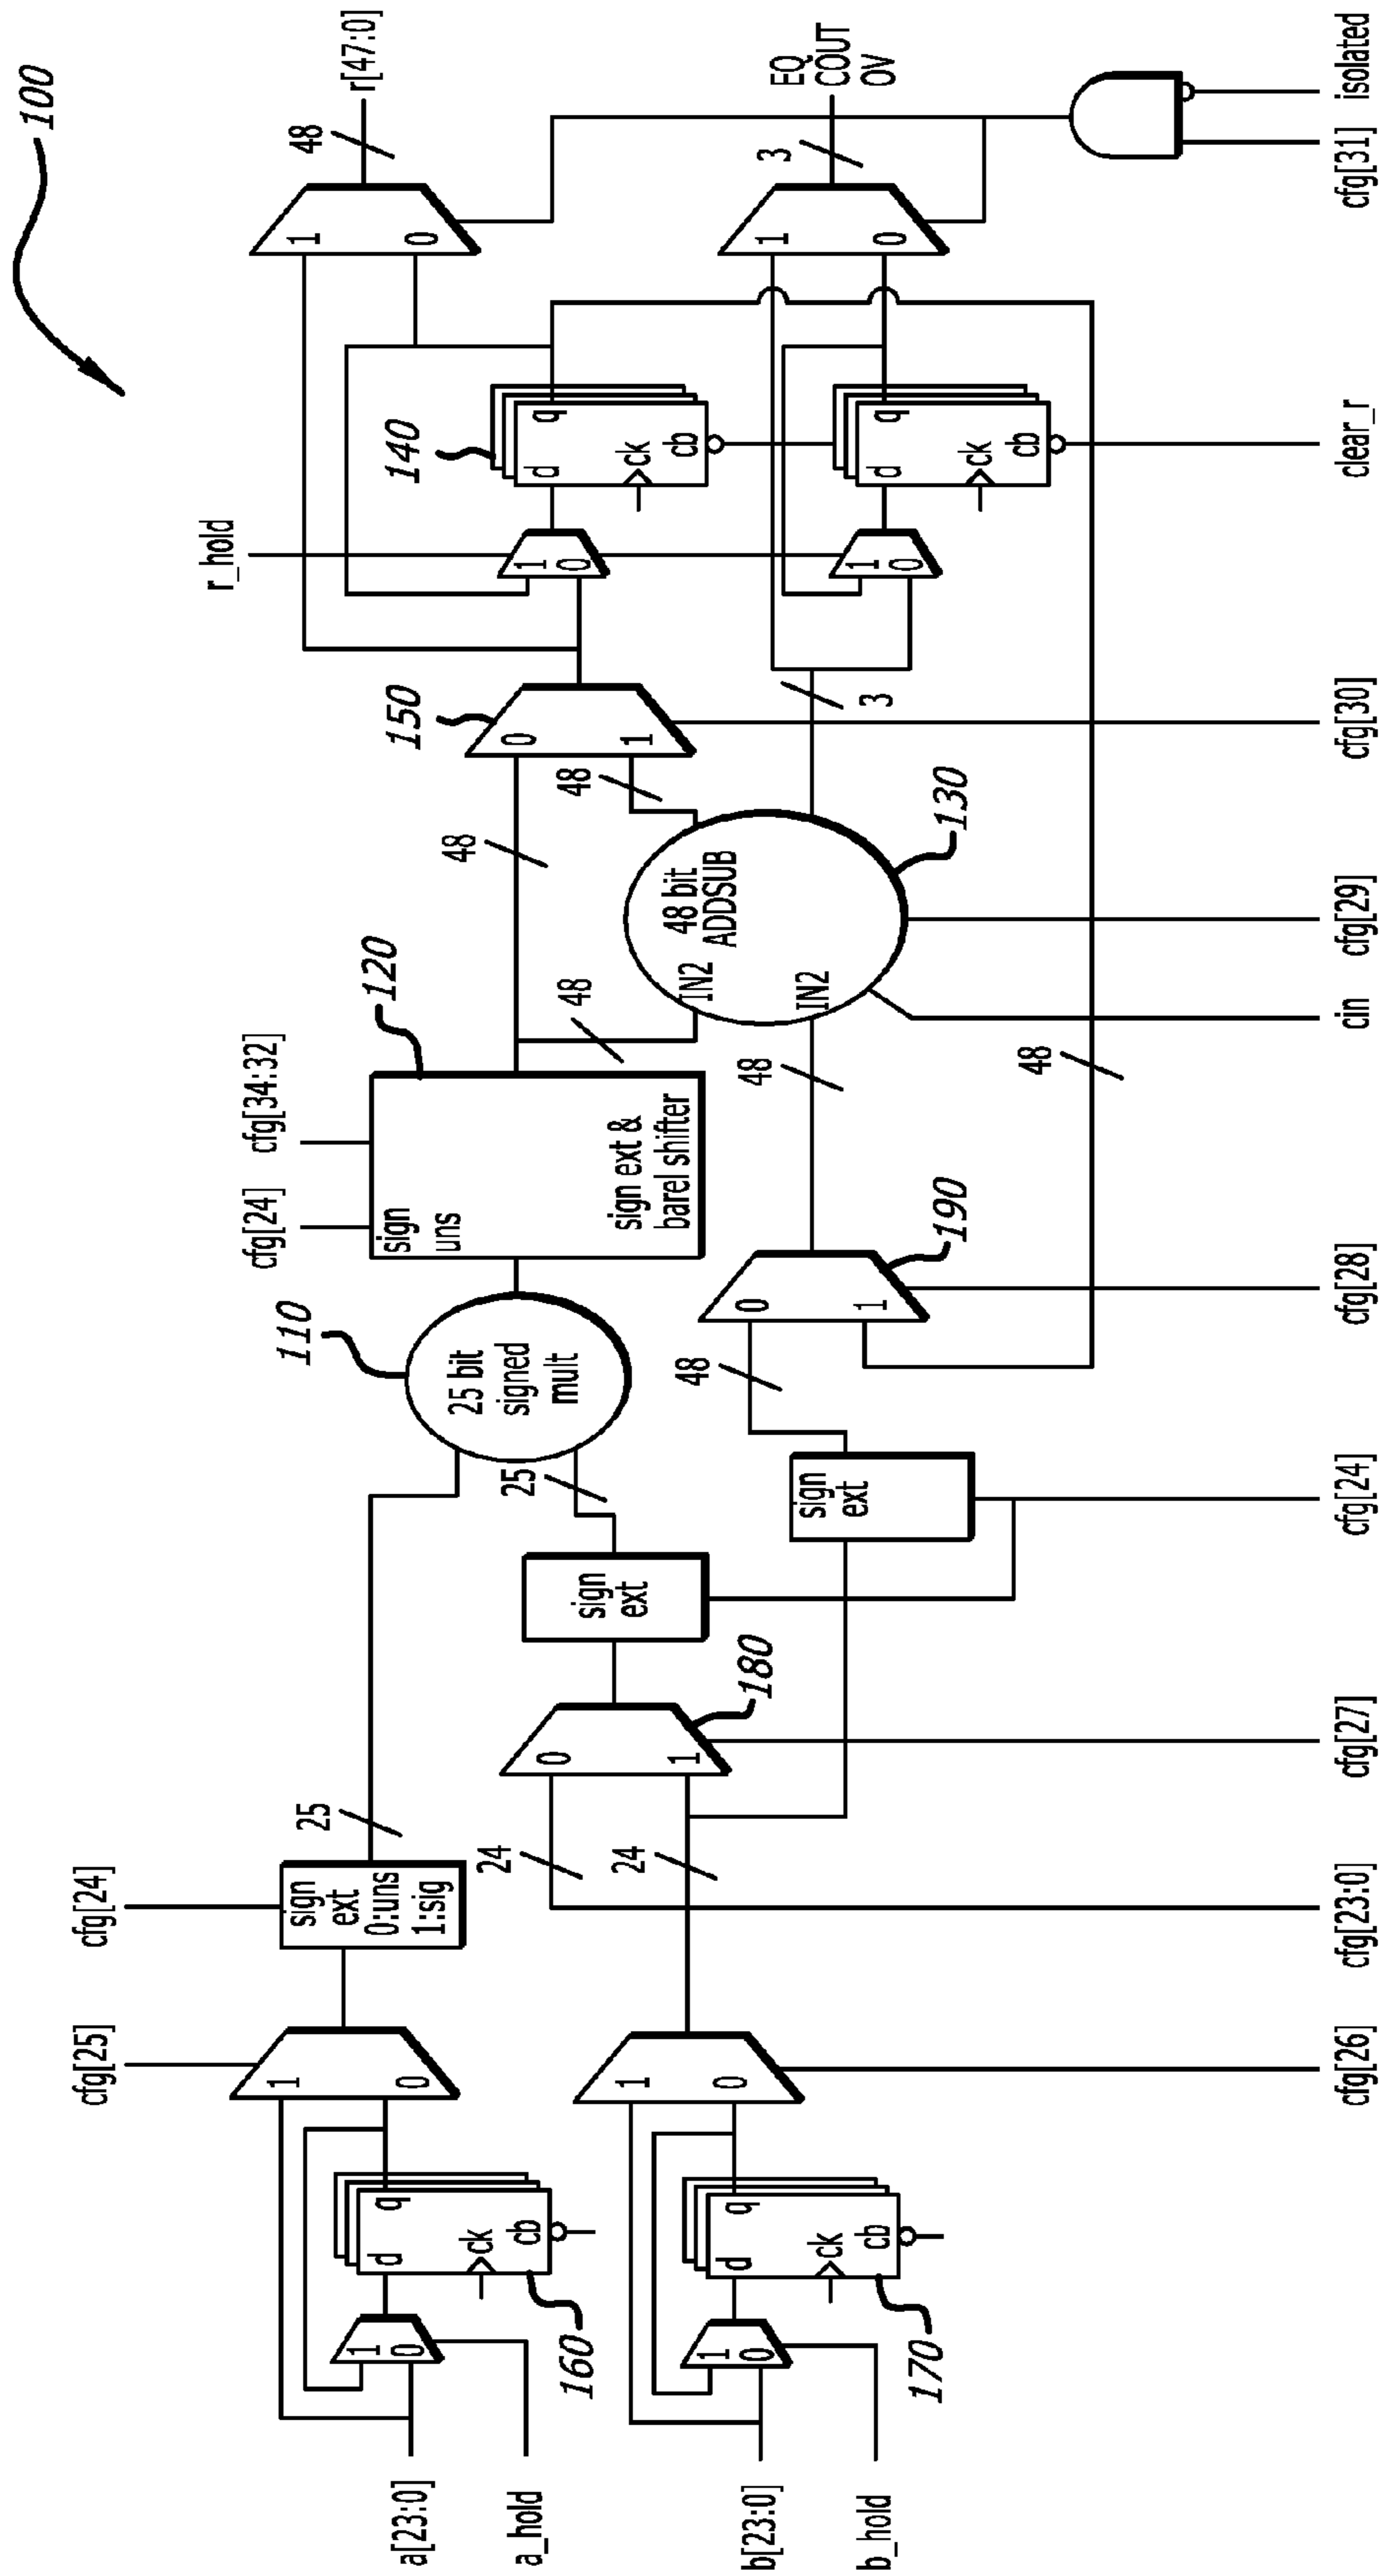 100
cfg[25]
cfg[24]
cfg[24]
cfg[34:32]
r_hold
r[47:0]
48
1
0
sign
ext
0:uns
1:sig
25
110
25 bit
signed
mult
sign
uns
sign ext &
barel shifter
120
48
48
150
0
1
48
140
1
0
d
q
ck
cb
a[23:0]
a_hold
1
0
d
q
ck
cb
160
1
0
b[23:0]
b_hold
1
0
d
q
ck
cb
170
1
0
24
24
0
1
180
sign
ext
25
sign
ext
48
0
1
190
48
48
IN2
IN2
48 bit
ADDSUB
130
3
1
0
d
q
ck
cb
1
0
3
EQ
COUT
OV
cfg[26]
cfg[23:0]
cfg[27]
cfg[24]
cfg[28]
cin
cfg[29]
cfg[30]
clear_r
cfg[31]
isolated